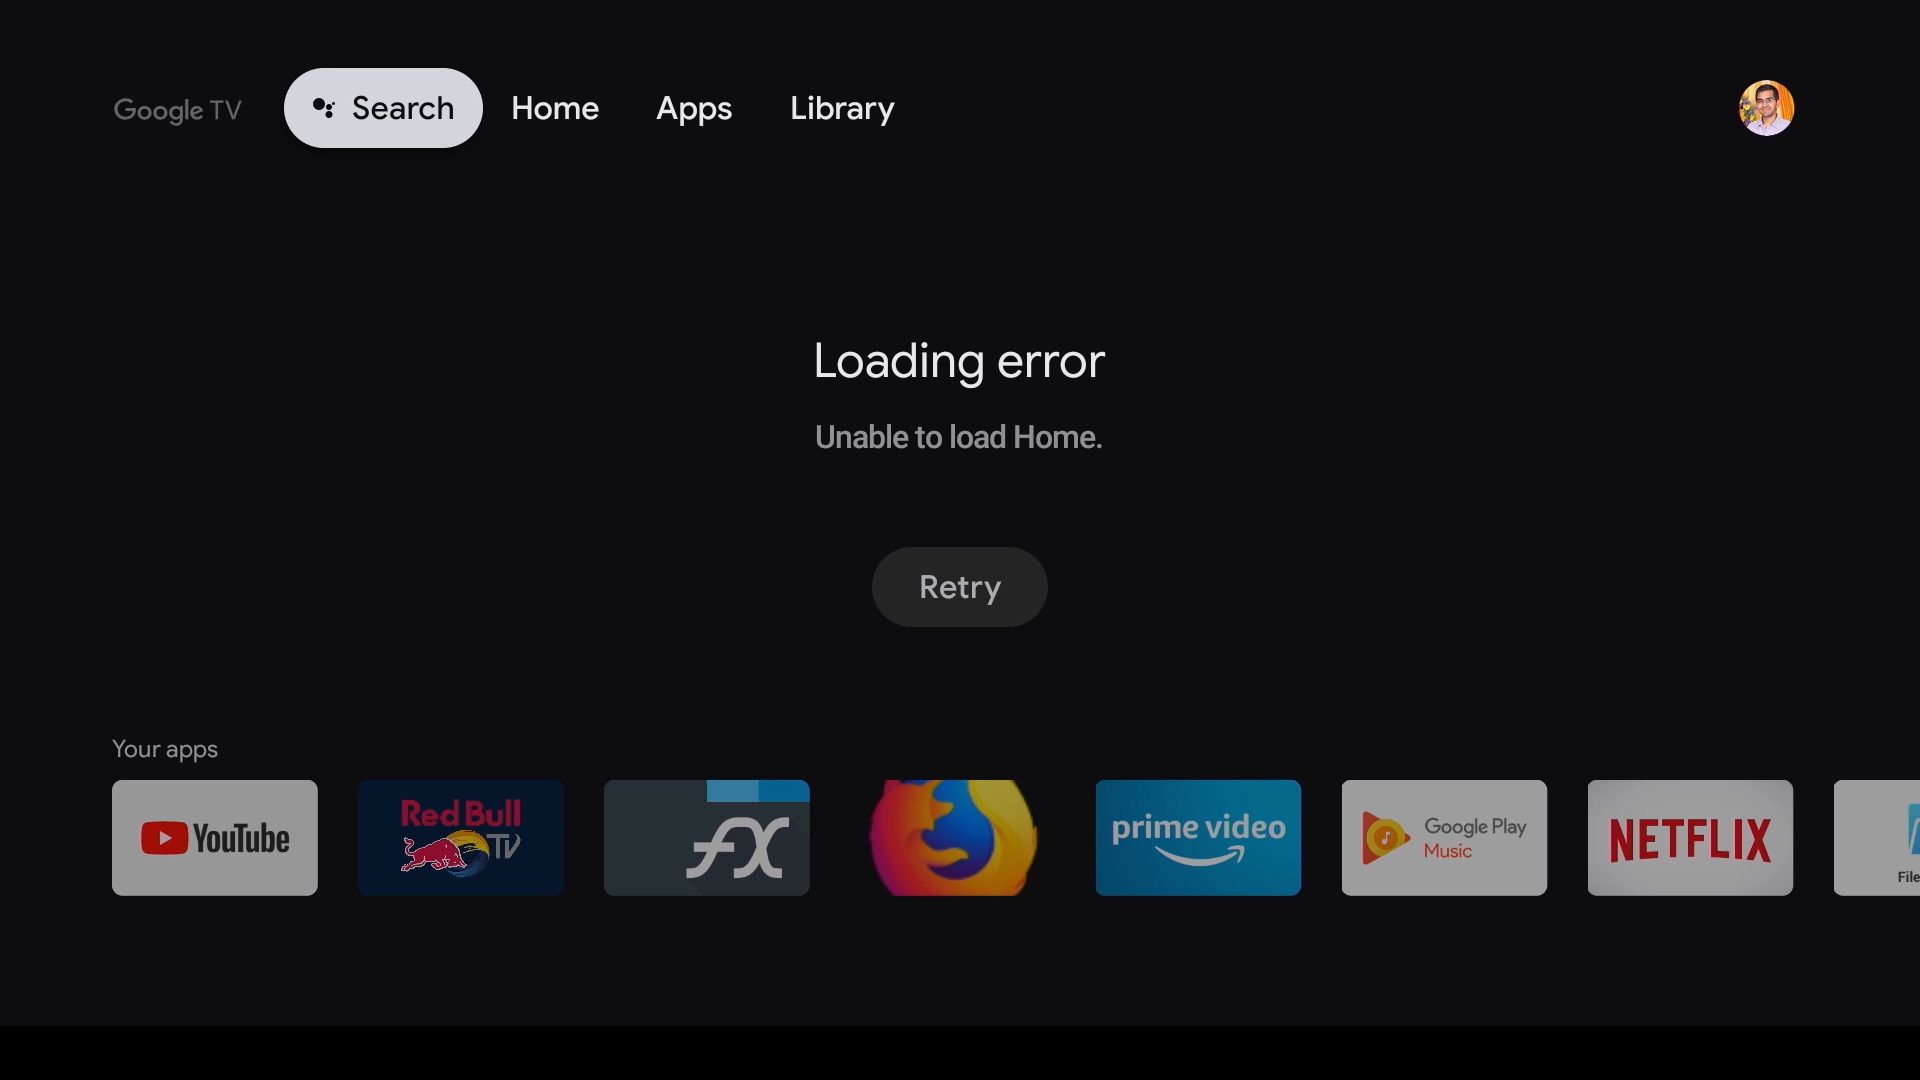 Google TV
Search
Home
Apps
Library
Loading error
Unable to load Home.
Retry
Your apps
YouTube
Red Bull
TV
fX
prime video
Google Play
Music
NETFLIX
File